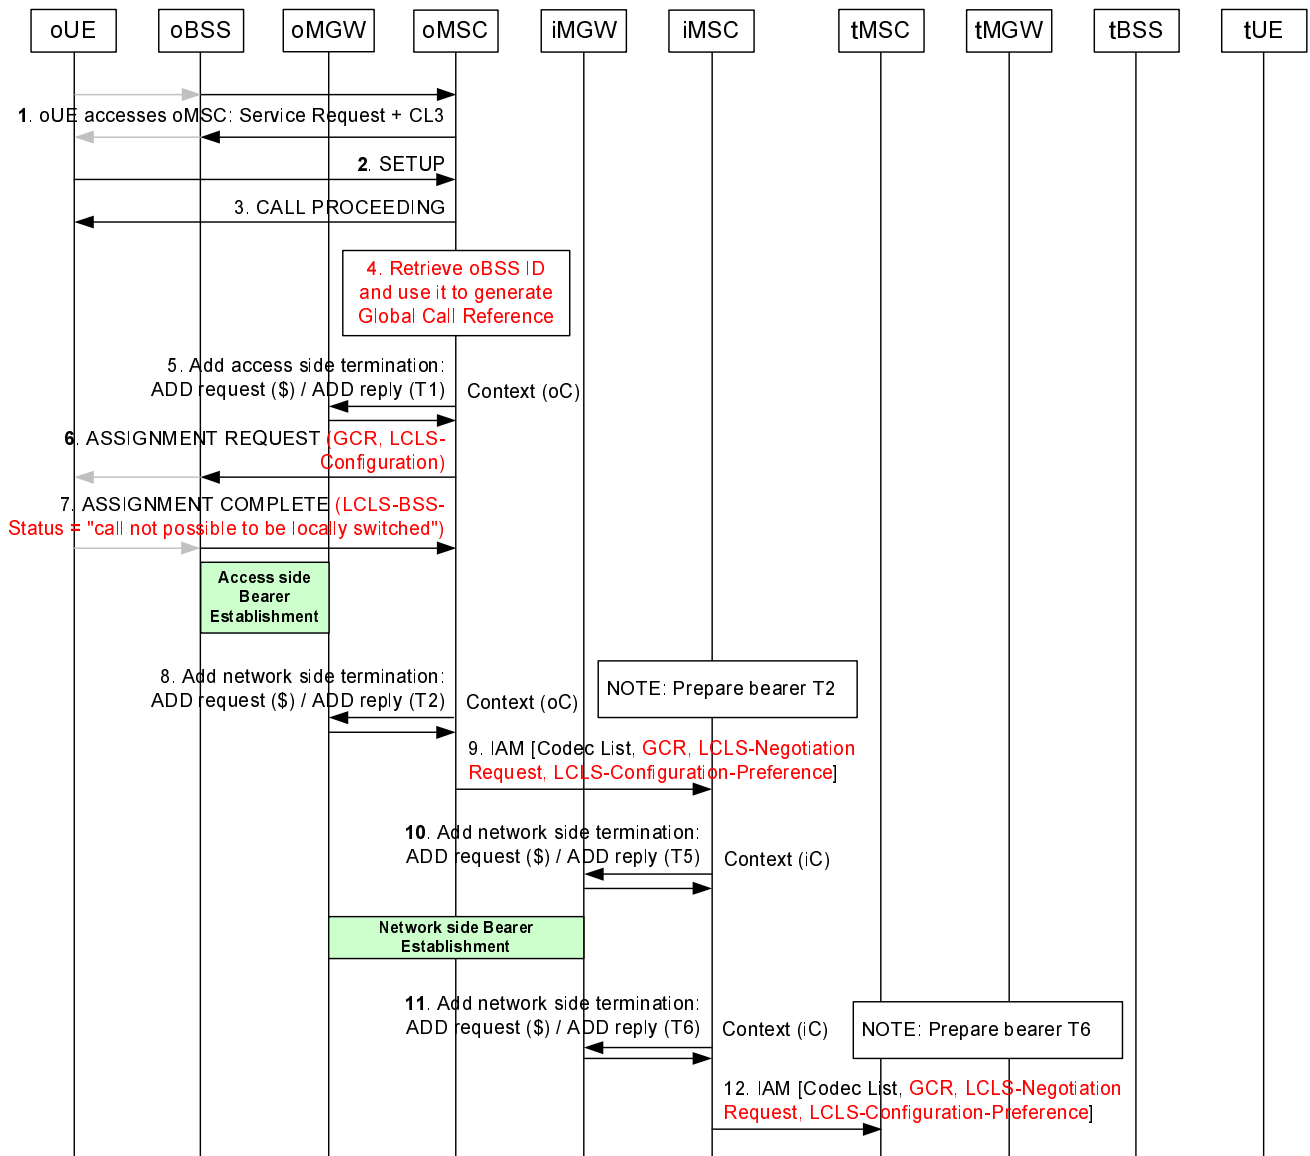 oUE oBSS oMGW oMSC iMGW iMSC tMSC tMGW tBSS tUE
1. oUE accesses oMSC: Service Request + CL3
2. SETUP
3. CALL PROCEEDING
4. Retrieve oBSS ID
and use it to generate
Global Call Reference
5. Add access side termination:
ADD request ($) / ADD reply (T1)
Context (oC)
6. ASSIGNMENT REQUEST (GCR, LCLS-
Configuration)
7. ASSIGNMENT COMPLETE (LCLS-BSS-
Status = "call not possible to be locally switched")
Access side
Bearer
Establishment
8. Add network side termination:
ADD request ($) / ADD reply (T2)
Context (oC)
NOTE: Prepare bearer T2
9. IAM [Codec List, GCR, LCLS-Negotiation
Request, LCLS-Configuration-Preference]
10. Add network side termination:
ADD request ($) / ADD reply (T5)
Context (iC)
Network side Bearer
Establishment
11. Add network side termination:
ADD request ($) / ADD reply (T6)
Context (iC)
NOTE: Prepare bearer T6
12. IAM [Codec List, GCR, LCLS-Negotiation
Request, LCLS-Configuration-Preference]